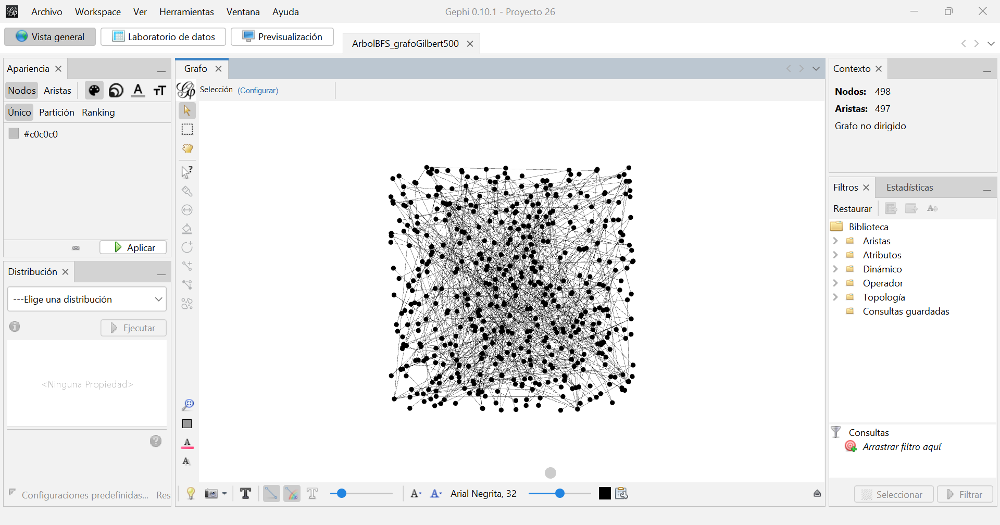 Archivo Workspace Ver Herramientas Ventana Ayuda
Gephi 0.10.1 - Proyecto 26
Vista general
Laboratorio de datos
Previsualización
ArbolBFS_grafoGilbert500
Apariencia
Nodos Aristas
Único Partición Ranking
#c0c0c0
Aplicar
Distribución
---Elige una distribución
Ejecutar
<Ninguna Propiedad>
Configuraciones predefinidas... Res
Grafo
Selección (Configurar)
Arial Negrita, 32
Contexto
Nodos: 498
Aristas: 497
Grafo no dirigido
Filtros Estadísticas
Restaurar
Biblioteca
Aristas
Atributos
Dinámico
Operador
Topología
Consultas guardadas
Consultas
Arrastrar filtro aquí
Seleccionar Filtrar